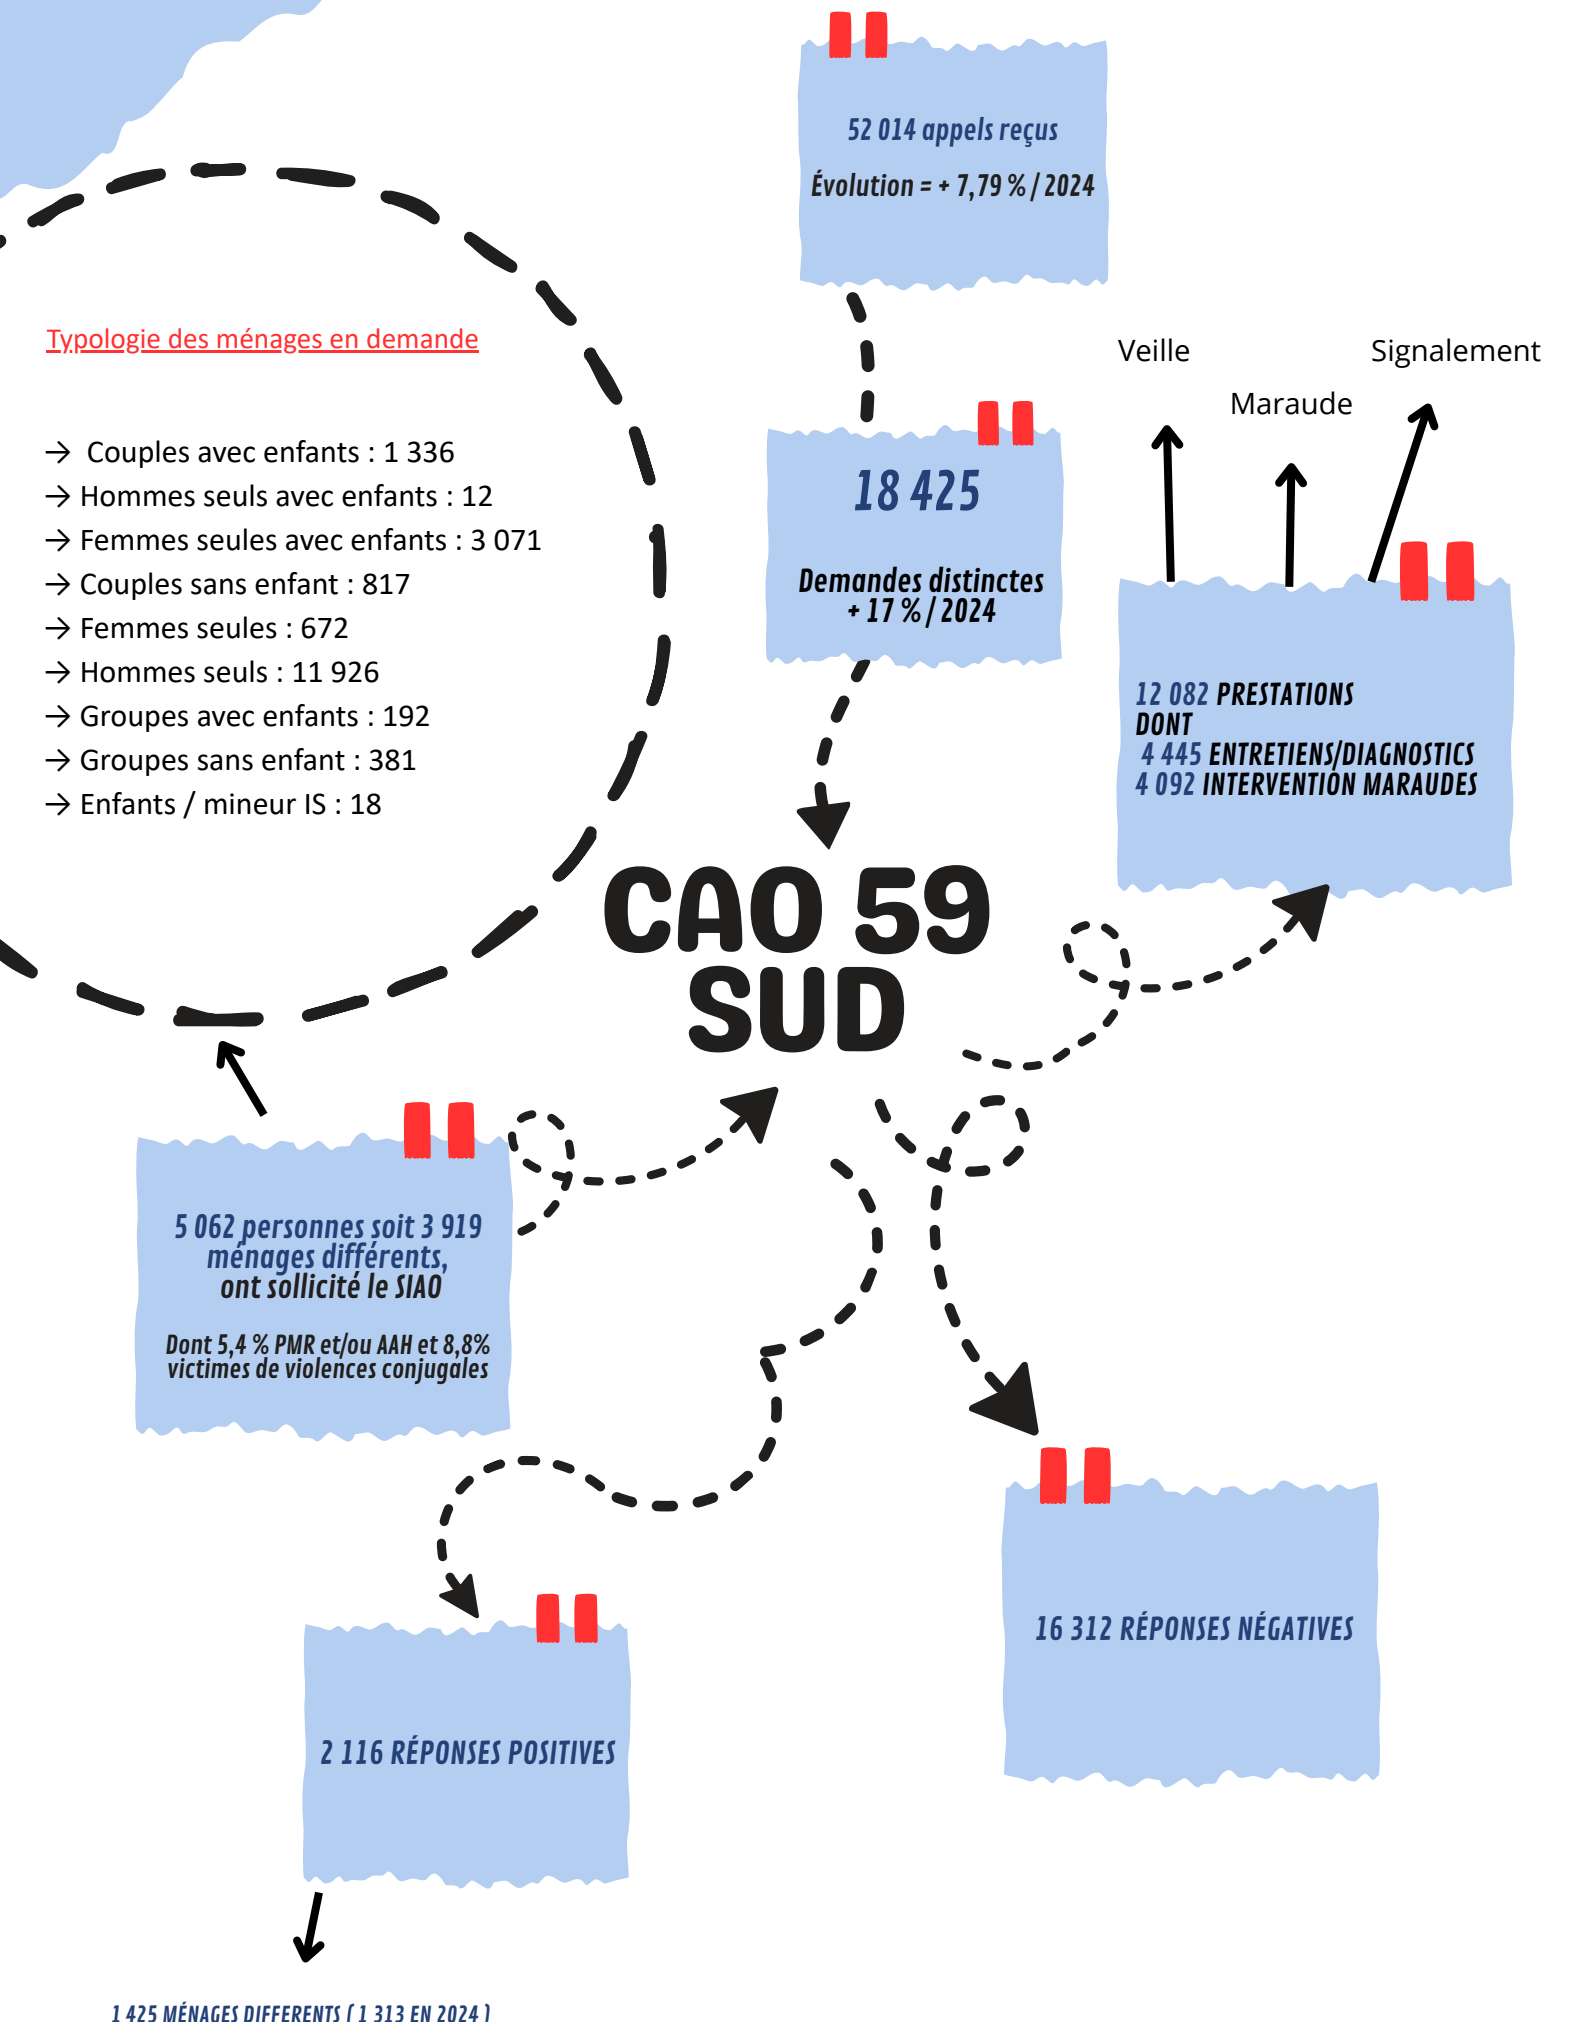 52 014 appels reçus
Évolution = + 7,79 % / 2024
Typologie des ménages en demande
→ Couples avec enfants : 1 336
→ Hommes seuls avec enfants : 12
→ Femmes seules avec enfants : 3 071
→ Couples sans enfant : 817
→ Femmes seules : 672
→ Hommes seuls : 11 926
→ Groupes avec enfants : 192
→ Groupes sans enfant : 381
→ Enfants / mineur IS : 18
18 425
Demandes distinctes
+ 17 % / 2024
Veille
Maraude
Signalement
12 082 PRESTATIONS
DONT
4 445 ENTRETIENS/DIAGNOSTICS
4 092 INTERVENTION MARAUDES
CAO 59
SUD
5 062 personnes soit 3 919
ménages différents,
ont sollicité le SIAO
Dont 5,4 % PMR et/ou AAH et 8,8%
victimes de violences conjugales
16 312 RÉPONSES NÉGATIVES
2 116 RÉPONSES POSITIVES
1 425 MÉNAGES DIFFERENTS ( 1 313 EN 2024 )